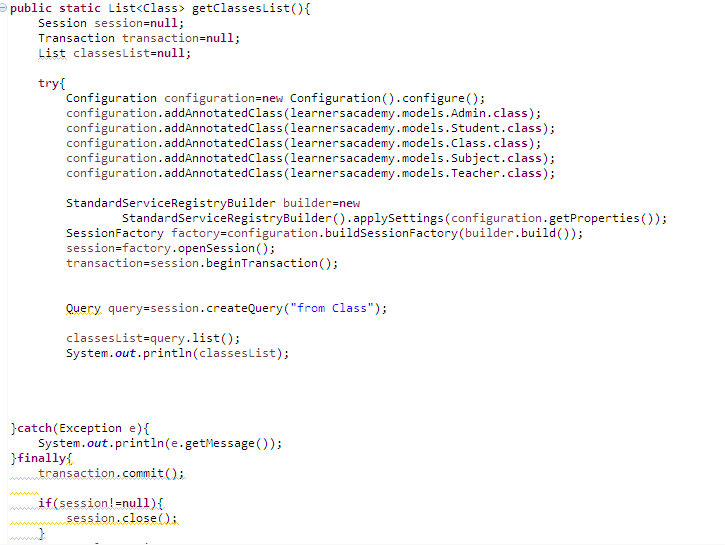 public static List<Class> getClassesList(){
Session session=null;
Transaction transaction=null;
List classesList=null;
try{
Configuration configuration=new Configuration().configure();
configuration.addAnnotatedClass(learnersacademy.models.Admin.class);
configuration.addAnnotatedClass(learnersacademy.models.Student.class);
configuration.addAnnotatedClass(learnersacademy.models.Class.class);
configuration.addAnnotatedClass(learnersacademy.models.Subject.class);
configuration.addAnnotatedClass(learnersacademy.models.Teacher.class);
StandardServiceRegistryBuilder builder=new
StandardServiceRegistryBuilder().applySettings(configuration.getProperties());
SessionFactory factory=configuration.buildSessionFactory(builder.build());
session=factory.openSession();
transaction=session.beginTransaction();
Query query=session.createQuery("from Class");
classesList=query.list();
System.out.println(classesList);
}catch(Exception e){
System.out.println(e.getMessage());
}finally{
transaction.commit();
if(session!=null){
session.close();
}